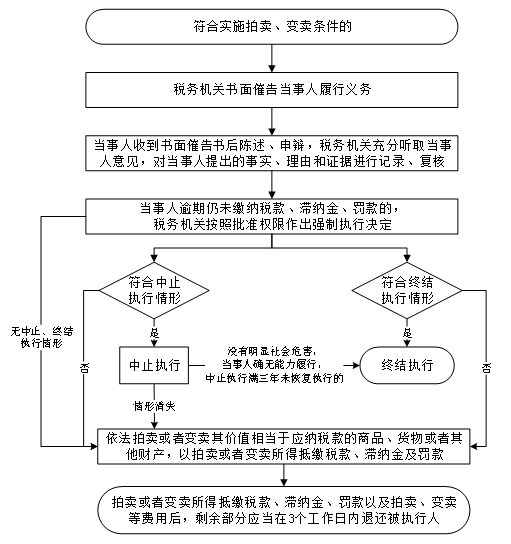 符合实施拍卖、变卖条件的
税务机关书面催告当事人履行义务
当事人收到书面催告书后陈述、申辩，税务机关充分听取当事
人意见，对当事人提出的事实、理由和证据进行记录、复核
当事人逾期仍未缴纳税款、滞纳金、罚款的，
税务机关按照批准权限作出强制执行决定
符合中止
执行情形
符合终结
执行情形
无中止、终结
执行情形
否
是
是
否
中止执行
没有明显社会危害，
当事人确无能力履行，
中止执行满三年未恢复执行的
终结执行
情形消失
依法拍卖或者变卖其价值相当于应纳税款的商品、货物或者其
他财产，以拍卖或者变卖所得抵缴税款、滞纳金及罚款
拍卖或者变卖所得抵缴税款、滞纳金、罚款以及拍卖、变卖
等费用后，剩余部分应当在3个工作日内退还被执行人